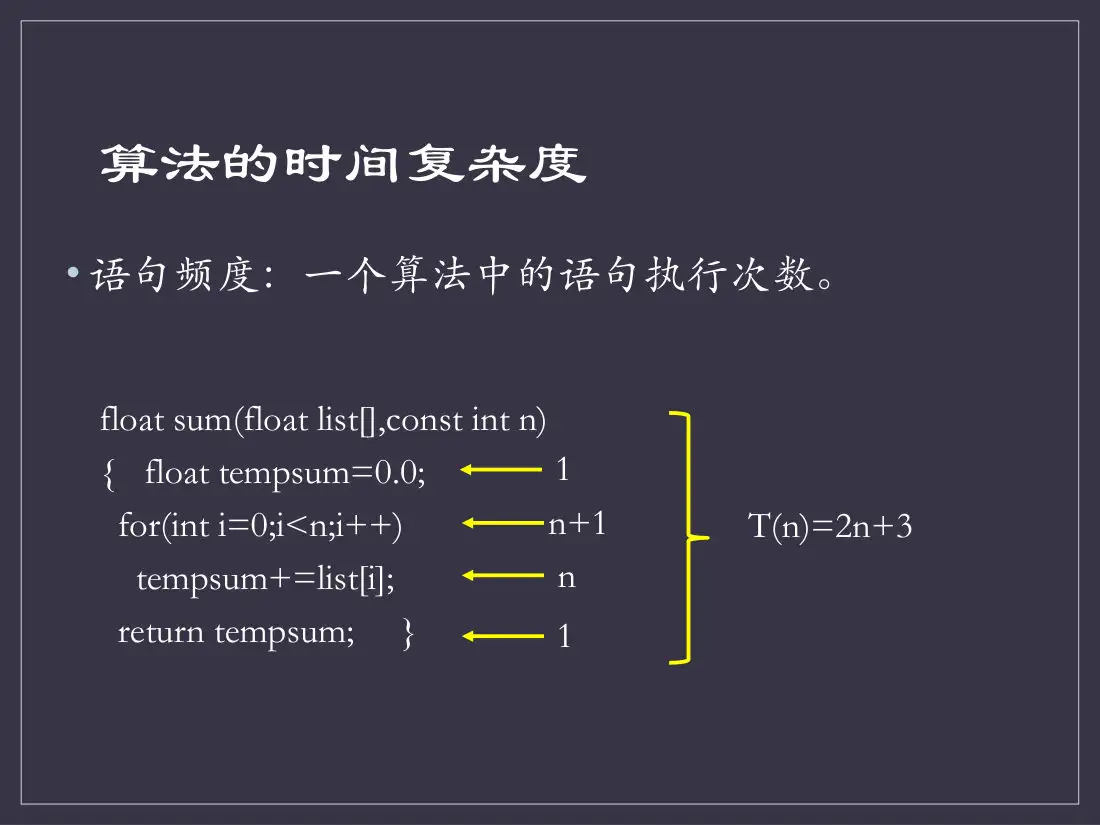 算法的时间复杂度
• 语句频度：一个算法中的语句执行次数。
float sum(float list[],const int n)
{ float tempsum=0.0; 1
for(int i=0;i<n;i++) n+1
tempsum+=list[i]; n
return tempsum; } 1
T(n)=2n+3